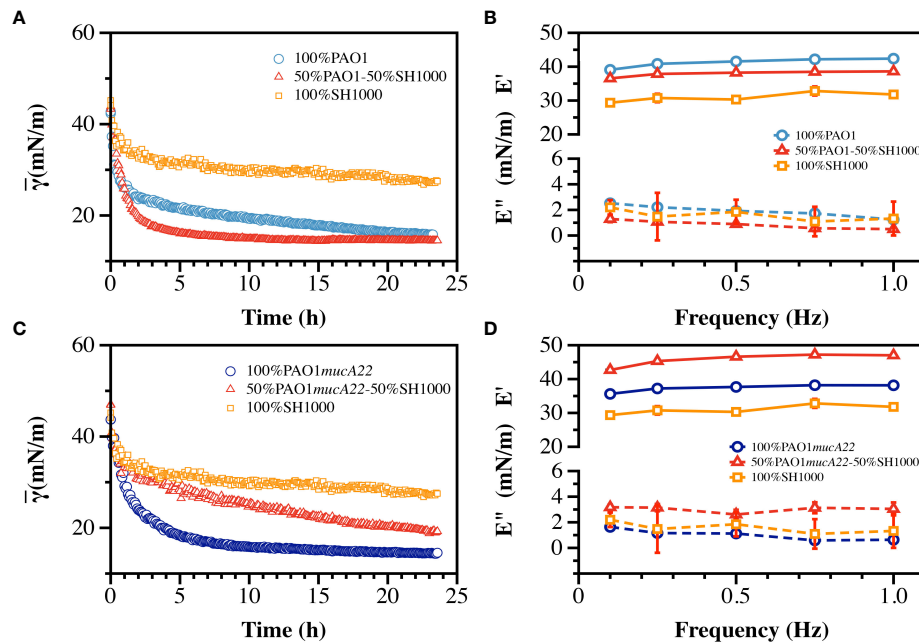 A
60
40
20
γ̅(mN/m)
0 5 10 15 20 25
Time (h)
100%PAO1
50%PAO1-50%SH1000
100%SH1000
B
50
40
30
20
6
4
2
0
E'' (mN/m) E'
0.5 1.0
Frequency (Hz)
100%PAO1
50%PAO1-50%SH1000
100%SH1000
C
60
40
20
γ̅(mN/m)
0 5 10 15 20 25
Time (h)
100%PAO1mucA22
50%PAO1mucA22-50%SH1000
100%SH1000
D
50
40
30
20
6
4
2
0
E'' (mN/m) E'
0.5 1.0
Frequency (Hz)
100%PAO1mucA22
50%PAO1mucA22-50%SH1000
100%SH1000